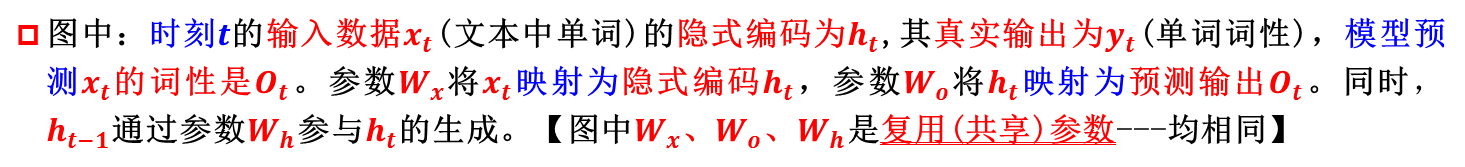 图中：时刻t的输入数据x_t(文本中单词)的隐式编码为h_t,其真实输出为y_t(单词词性)，模型预
测x_t的词性是O_t。参数W_x将x_t映射为隐式编码h_t，参数W_o将h_t映射为预测输出O_t。同时，
h_{t-1}通过参数W_h参与h_t的生成。【图中W_x、W_o、W_h是复用(共享)参数---均相同】